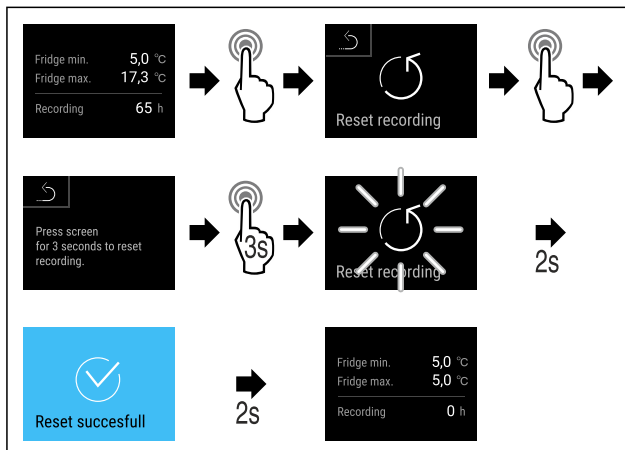 Fridge min. 5,0 °C
Fridge max. 17,3 °C
Recording 65 h
Reset recording
Press screen
for 3 seconds to reset
recording.
3s
Reset recording
2s
Reset succesfull
2s
Fridge min. 5,0 °C
Fridge max. 5,0 °C
Recording 0 h